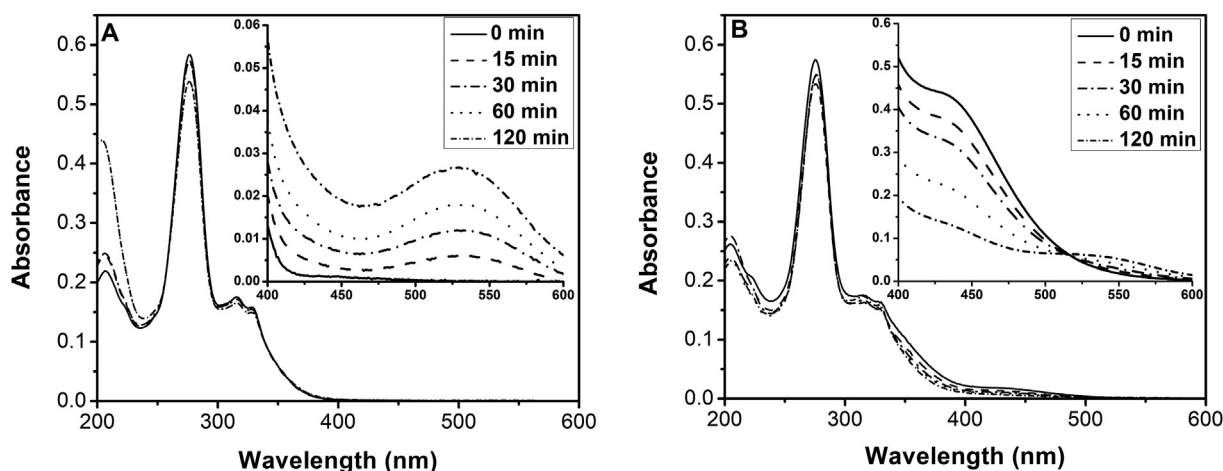 A
0 min
15 min
30 min
60 min
120 min
0.06
0.05
0.04
0.03
0.02
0.01
0.00
400 450 500 550 600
0.6
0.5
0.4
0.3
0.2
0.1
0.0
200 300 400 500 600
Absorbance
Wavelength (nm)
B
0 min
15 min
30 min
60 min
120 min
0.6
0.5
0.4
0.3
0.2
0.1
0.0
400 450 500 550 600
0.6
0.5
0.4
0.3
0.2
0.1
0.0
200 300 400 500 600
Absorbance
Wavelength (nm)